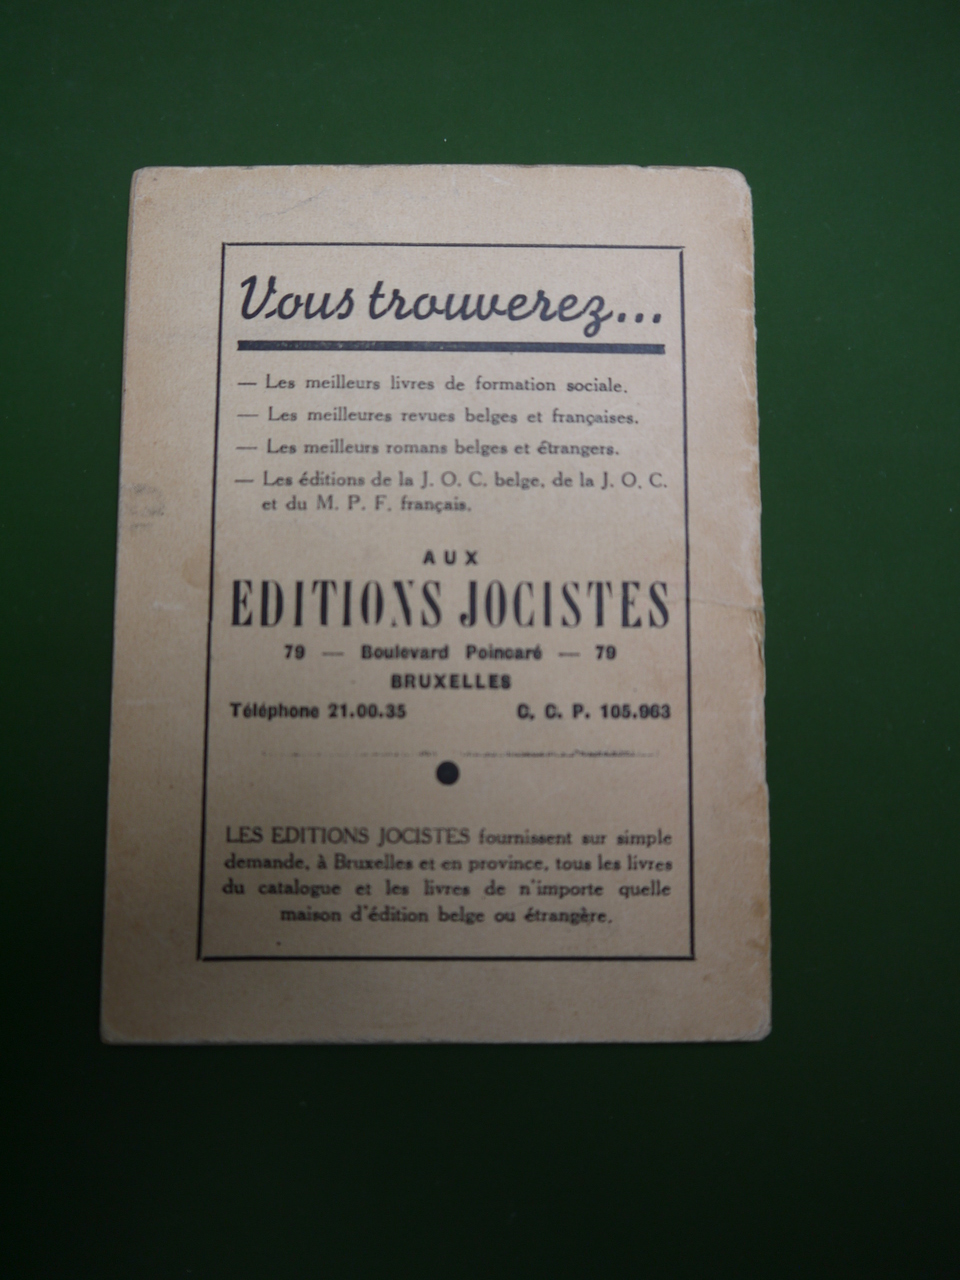 Vous trouverez...
— Les meilleurs livres de formation sociale.
— Les meilleures revues belges et françaises.
— Les meilleurs romans belges et étrangers.
— Les éditions de la J. O. C. belge, de la J. O. C.
et du M. P. F. français.
AUX
EDITIONS JOCISTES
79 — Boulevard Poincaré — 79
BRUXELLES
Téléphone 21.00.35 C. C. P. 105.963
LES EDITIONS JOCISTES fournissent sur simple
demande, à Bruxelles et en province, tous les livres
du catalogue et les livres de n'importe quelle
maison d'édition belge ou étrangère.